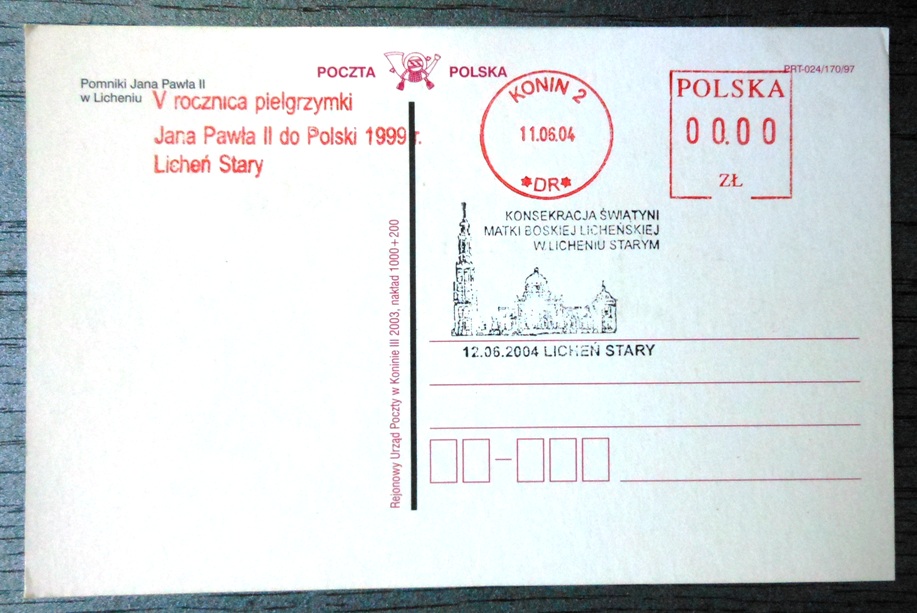 Pomniki Jana Pawła II
w Licheniu
V rocznica pielgrzymki
Jana Pawła II do Polski 1999 r.
Licheń Stary
POCZTA POLSKA
PRT-024/170/97
KONIN 2
11.06.04
*DR*
POLSKA
00.00
ZŁ
KONSEKRACJA ŚWIĄTYNI
MATKI BOSKIEJ LICHEŃSKIEJ
W LICHENIU STARYM
12.06.2004 LICHEŃ STARY
Rejonowy Urząd Poczty w Koninie III 2003, nakład 1000+200